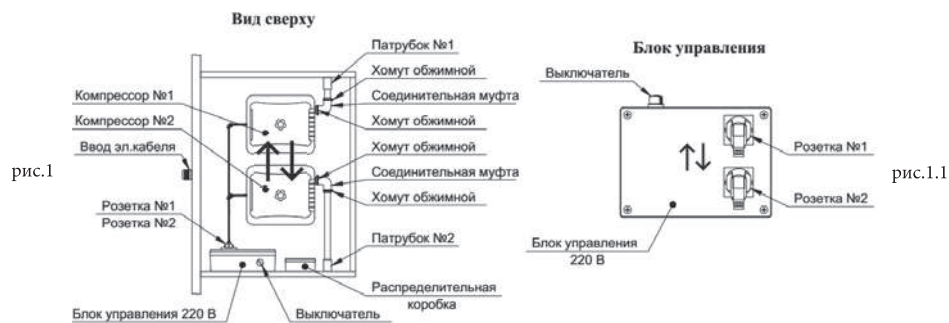 Вид сверху
Патрубок №1
Хомут обжимной
Соединительная муфта
Хомут обжимной
Хомут обжимной
Соединительная муфта
Хомут обжимной
Патрубок №2
Распределительная
коробка
Компрессор №1
Компрессор №2
Ввод эл.кабеля
рис.1
Розетка №1
Розетка №2
Блок управления 220 В
Выключатель
Блок управления
Выключатель
Розетка №1
Розетка №2
рис.1.1
Блок управления
220 В